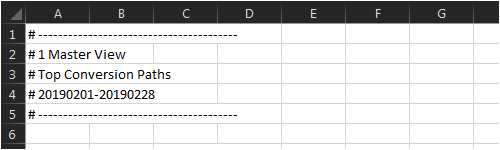 A B C D E F G
1 # ----------------------------------------
2 # 1 Master View
3 # Top Conversion Paths
4 # 20190201-20190228
5 # ----------------------------------------
6